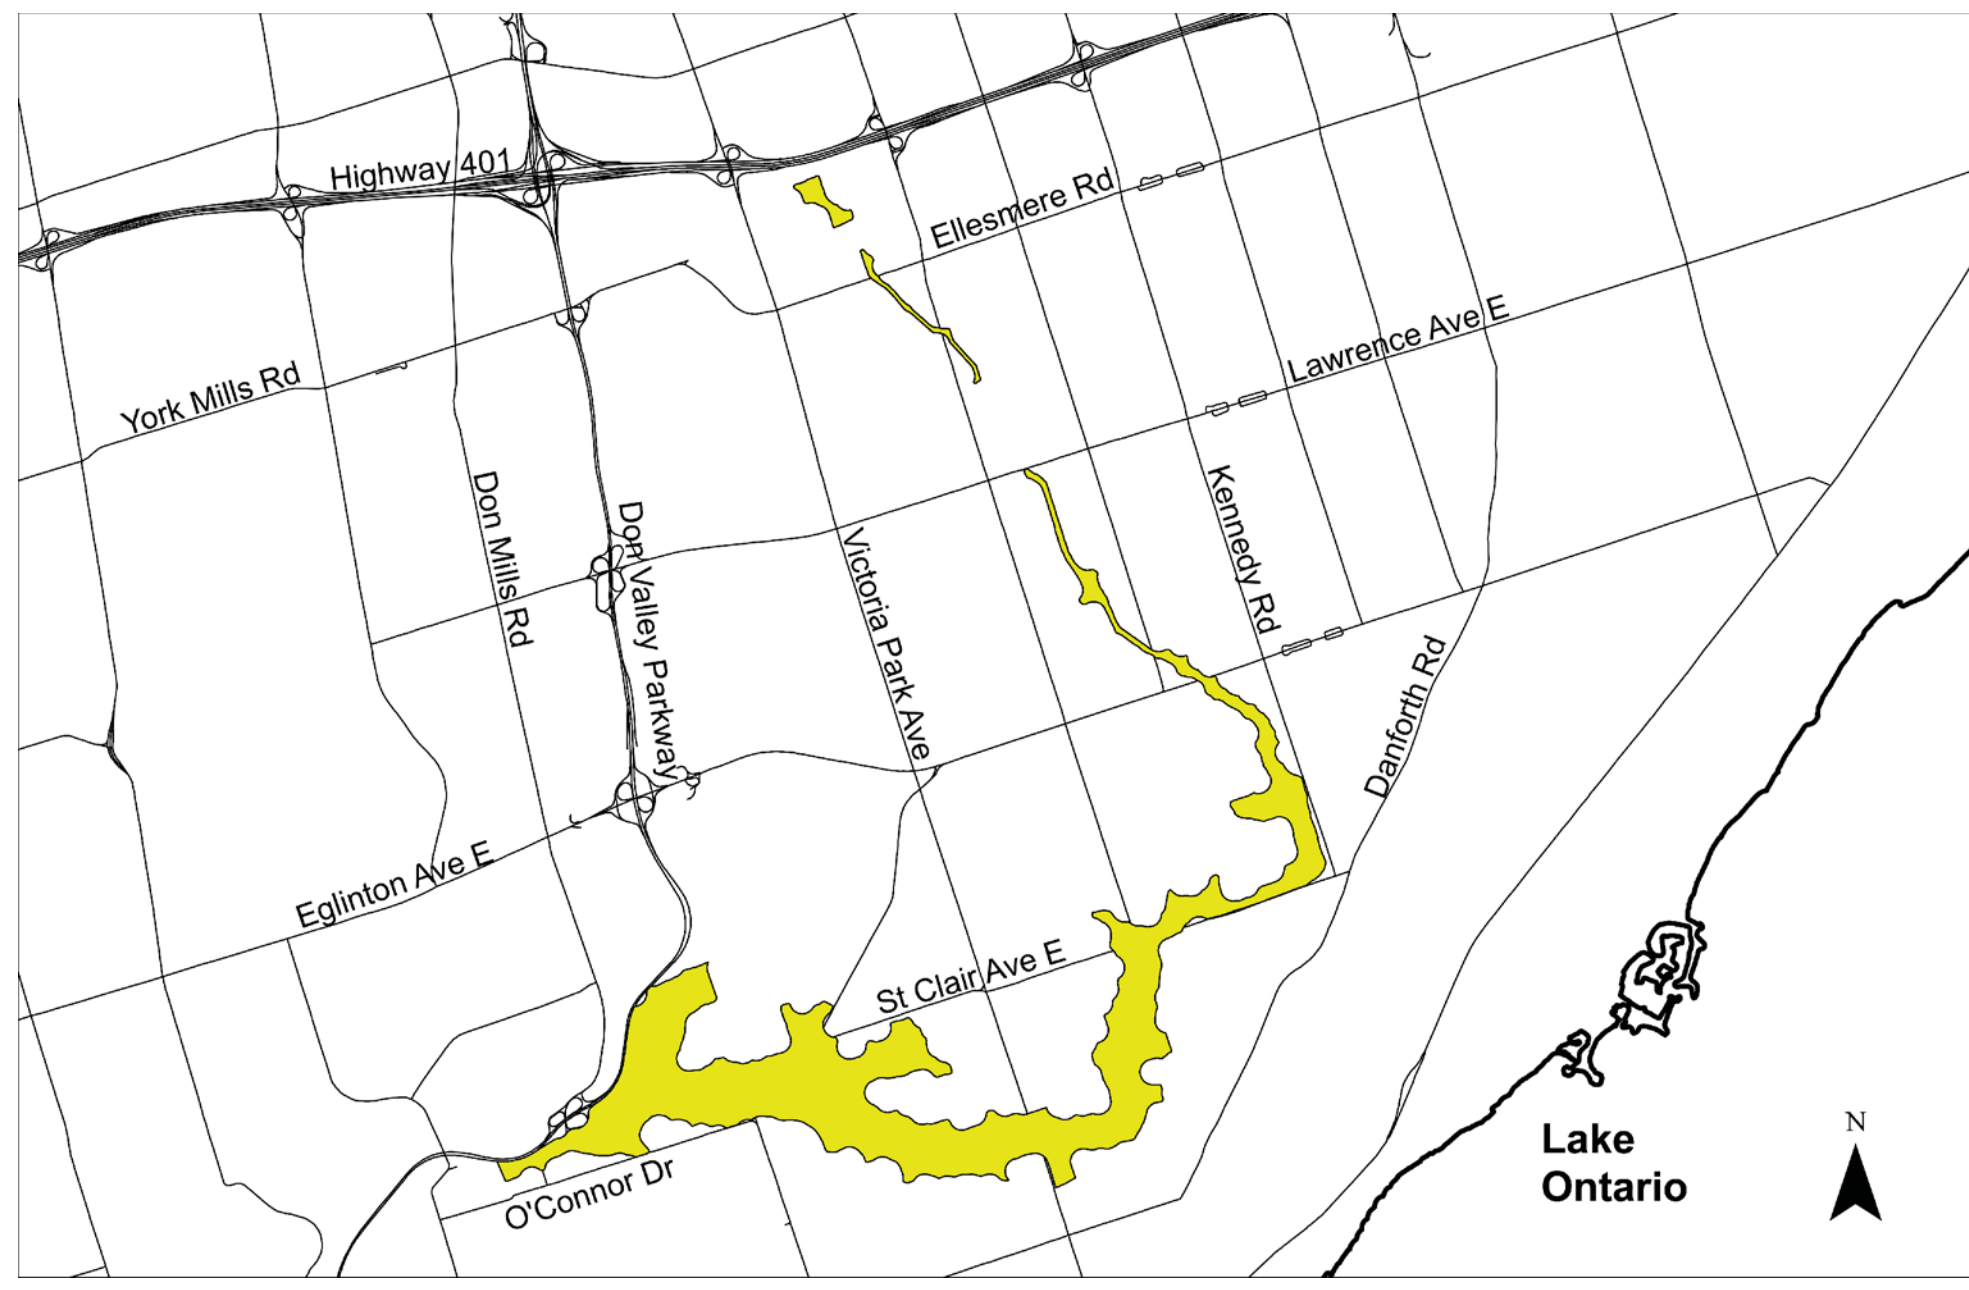 Highway 401
Ellesmere Rd
York Mills Rd
Lawrence Ave E
Don Mills Rd
Don Valley Parkway
Victoria Park Ave
Kennedy Rd
Danforth Rd
Eglinton Ave E
St Clair Ave E
O'Connor Dr
Lake
Ontario
N